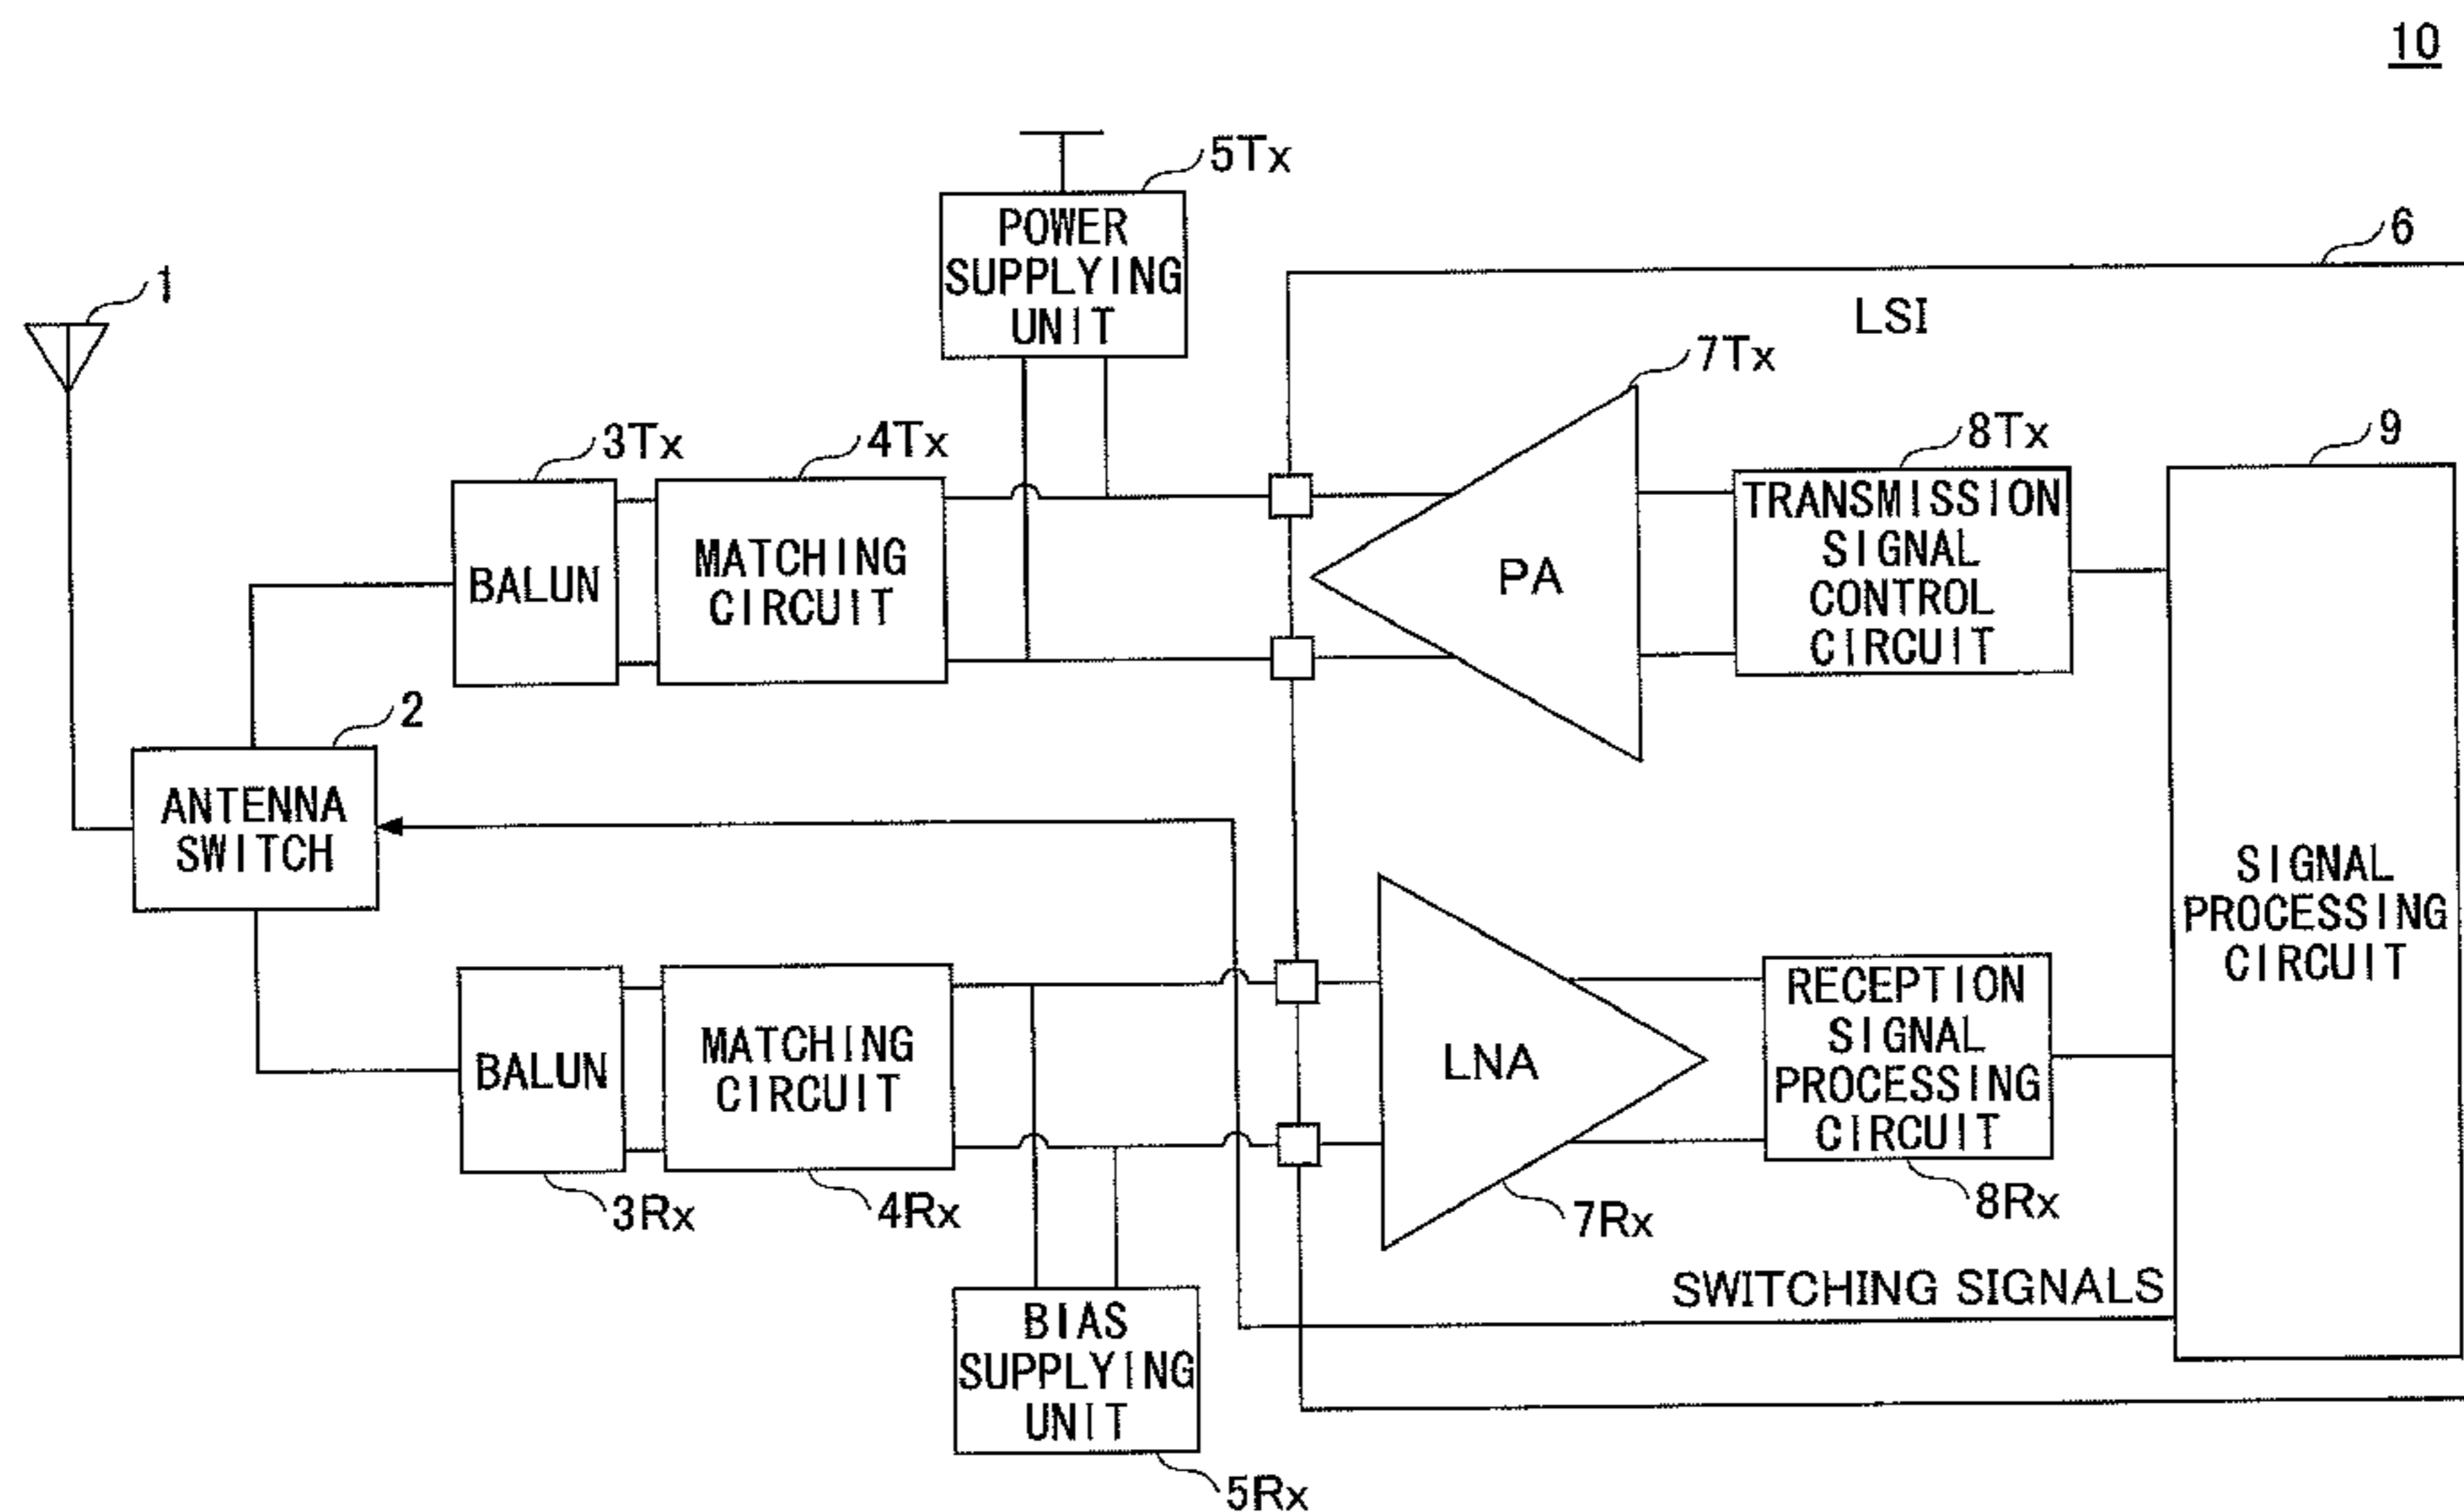 10
5Tx
POWER
SUPPLYING
UNIT
6
LSI
1
7Tx
3Tx
4Tx
8Tx
9
BALUN
MATCHING
CIRCUIT
PA
TRANSMISSION
SIGNAL
CONTROL
CIRCUIT
2
ANTENNA
SWITCH
SIGNAL
PROCESSING
CIRCUIT
BALUN
MATCHING
CIRCUIT
LNA
RECEPTION
SIGNAL
PROCESSING
CIRCUIT
3Rx
4Rx
7Rx
8Rx
SWITCHING SIGNALS
BIAS
SUPPLYING
UNIT
5Rx